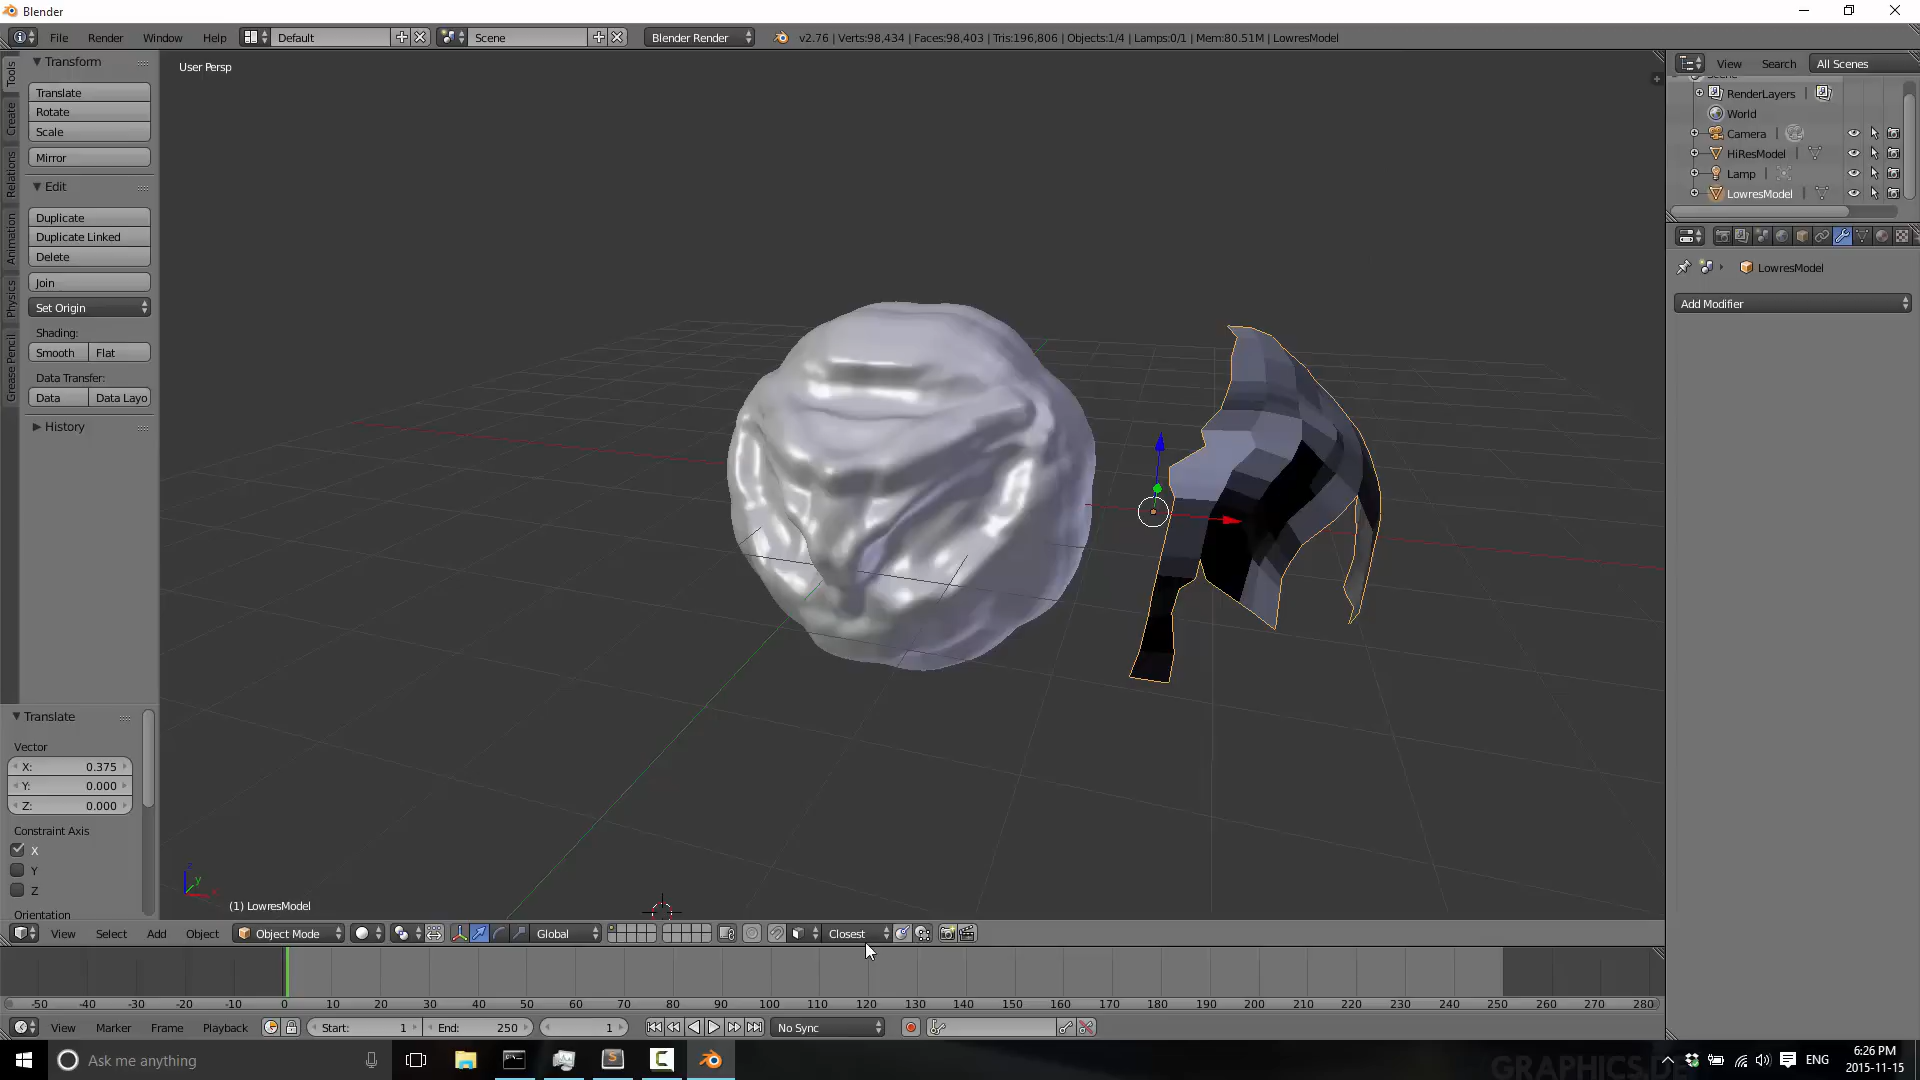 Blender
File Render Window Help Default Scene Blender Render v2.76 | Verts:98,434 | Faces:98,403 | Tris:196,806 | Objects:1/4 | Lamps:0/1 | Mem:80.51M | LowresModel
Tools
Create
Relations
Animation
Physics
Grease Pencil
Transform
Translate
Rotate
Scale
Mirror
Edit
Duplicate
Duplicate Linked
Delete
Join
Set Origin
Shading:
Smooth Flat
Data Transfer:
Data Data Layo
History
User Persp
View Search All Scenes
RenderLayers
World
Camera
HiResModel
Lamp
LowresModel
LowresModel
Add Modifier
Translate
Vector
X: 0.375
Y: 0.000
Z: 0.000
Constraint Axis
X
Y
Z
Orientation
z
y
(1) LowresModel
View Select Add Object Object Mode Global Closest
-50 -40 -30 -20 -10 0 10 20 30 40 50 60 70 80 90 100 110 120 130 140 150 160 170 180 190 200 210 220 230 240 250 260 270 280
View Marker Frame Playback Start: 1 End: 250 1 No Sync
Ask me anything
ENG
6:26 PM
2015-11-15